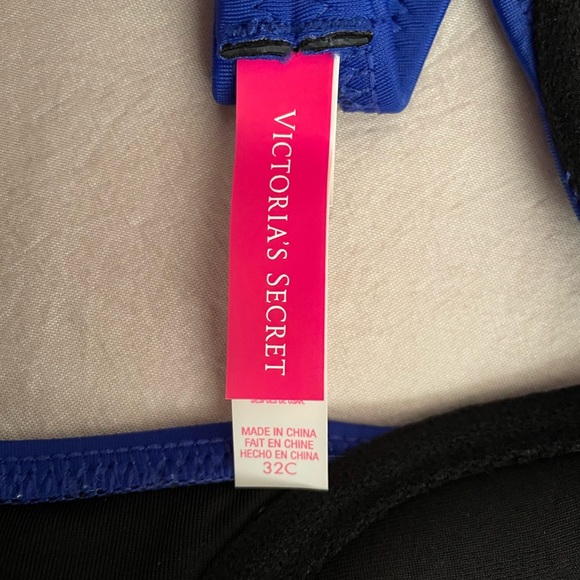 VICTORIA'S SECRET
MADE IN CHINA
FAIT EN CHINE
HECHO EN CHINA
32C